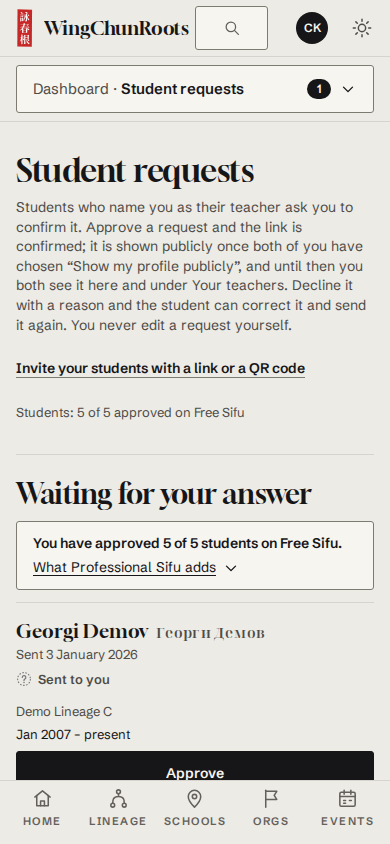 詠春根
WingChunRoots
CK
Dashboard · Student requests
1
Student requests
Students who name you as their teacher ask you to
confirm it. Approve a request and the link is
confirmed; it is shown publicly once both of you have
chosen “Show my profile publicly”, and until then you
both see it here and under Your teachers. Decline it
with a reason and the student can correct it and send
it again. You never edit a request yourself.
Invite your students with a link or a QR code
Students: 5 of 5 approved on Free Sifu
Waiting for your answer
You have approved 5 of 5 students on Free Sifu.
What Professional Sifu adds
Georgi Demov Георги Демов
Sent 3 January 2026
Sent to you
Demo Lineage C
Jan 2007 – present
Approve
HOME
LINEAGE
SCHOOLS
ORGS
EVENTS